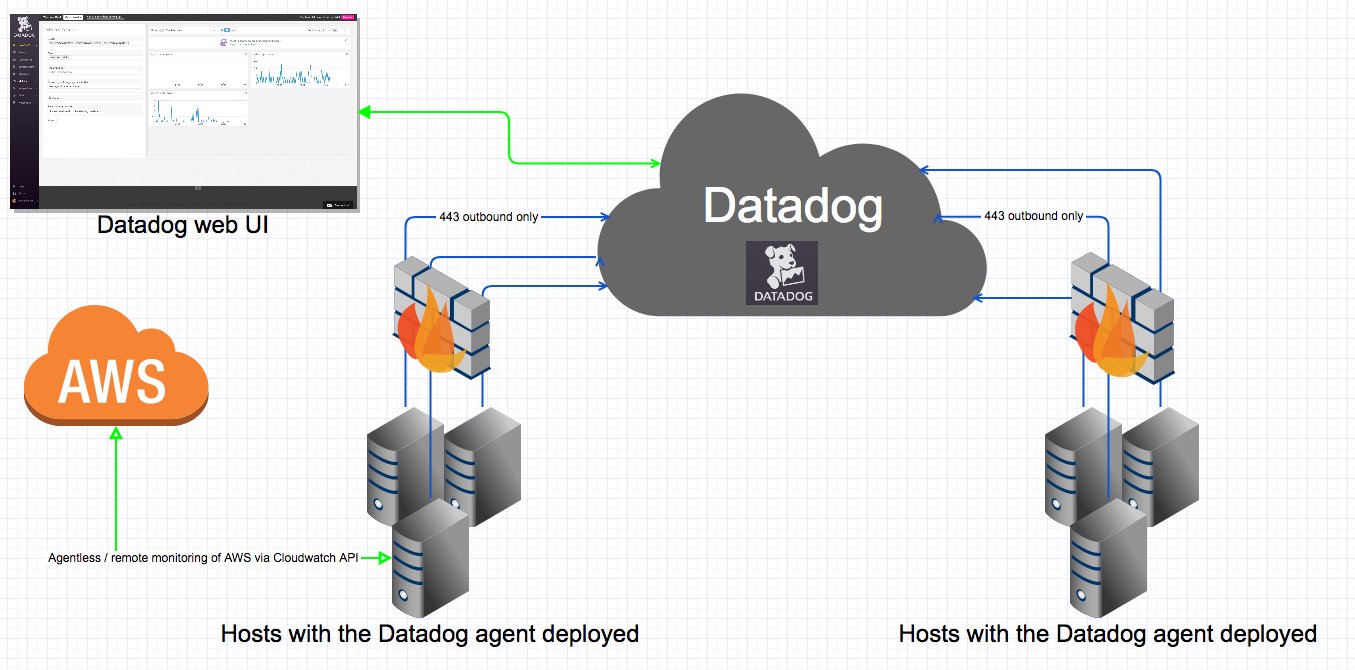 DATADOG
Datadog web UI
Datadog
DATADOG
443 outbound only
443 outbound only
AWS
Agentless / remote monitoring of AWS via Cloudwatch API
Hosts with the Datadog agent deployed
Hosts with the Datadog agent deployed